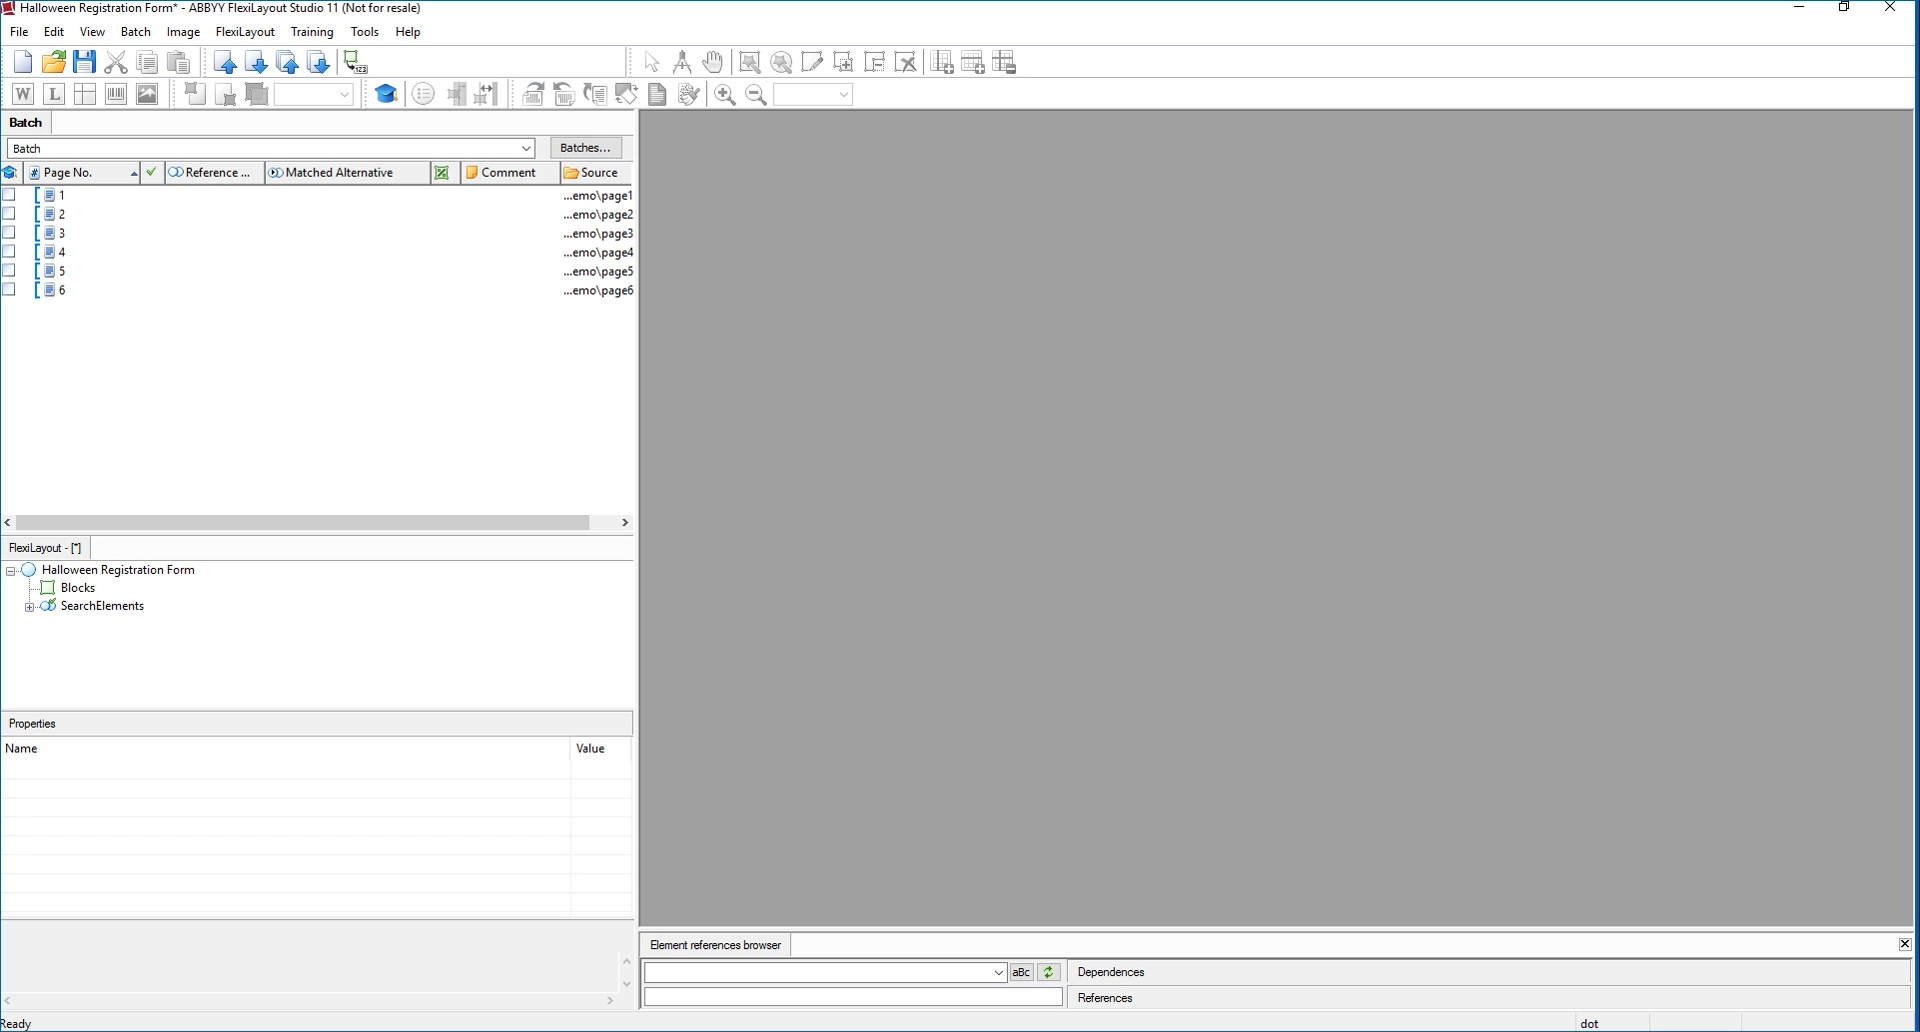 Halloween Registration Form* - ABBYY FlexiLayout Studio 11 (Not for resale)
File Edit View Batch Image FlexiLayout Training Tools Help
123
W L
Batch
Batch Batches...
# Page No. Reference ... Matched Alternative Comment Source
1 ...emo\page1
2 ...emo\page2
3 ...emo\page3
4 ...emo\page4
5 ...emo\page5
6 ...emo\page6
FlexiLayout - [*]
Halloween Registration Form
Blocks
SearchElements
Properties
Name Value
Element references browser
aBc Dependences
References
Ready dot